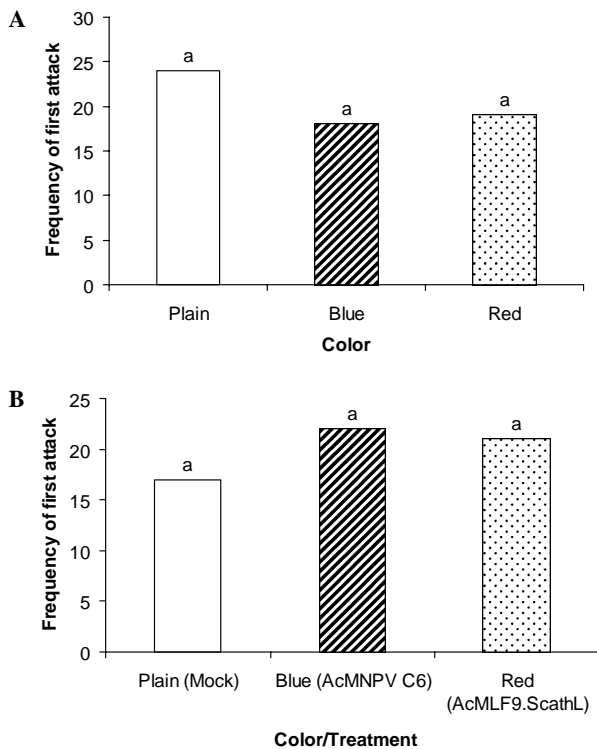 A
Frequency of first attack
30
25
20
15
10
5
0
a
a
a
Plain
Blue
Red
Color
B
Frequency of first attack
25
20
15
10
5
0
a
a
a
Plain (Mock)
Blue (AcMNPV C6)
Red
(AcMLF9.ScathL)
Color/Treatment